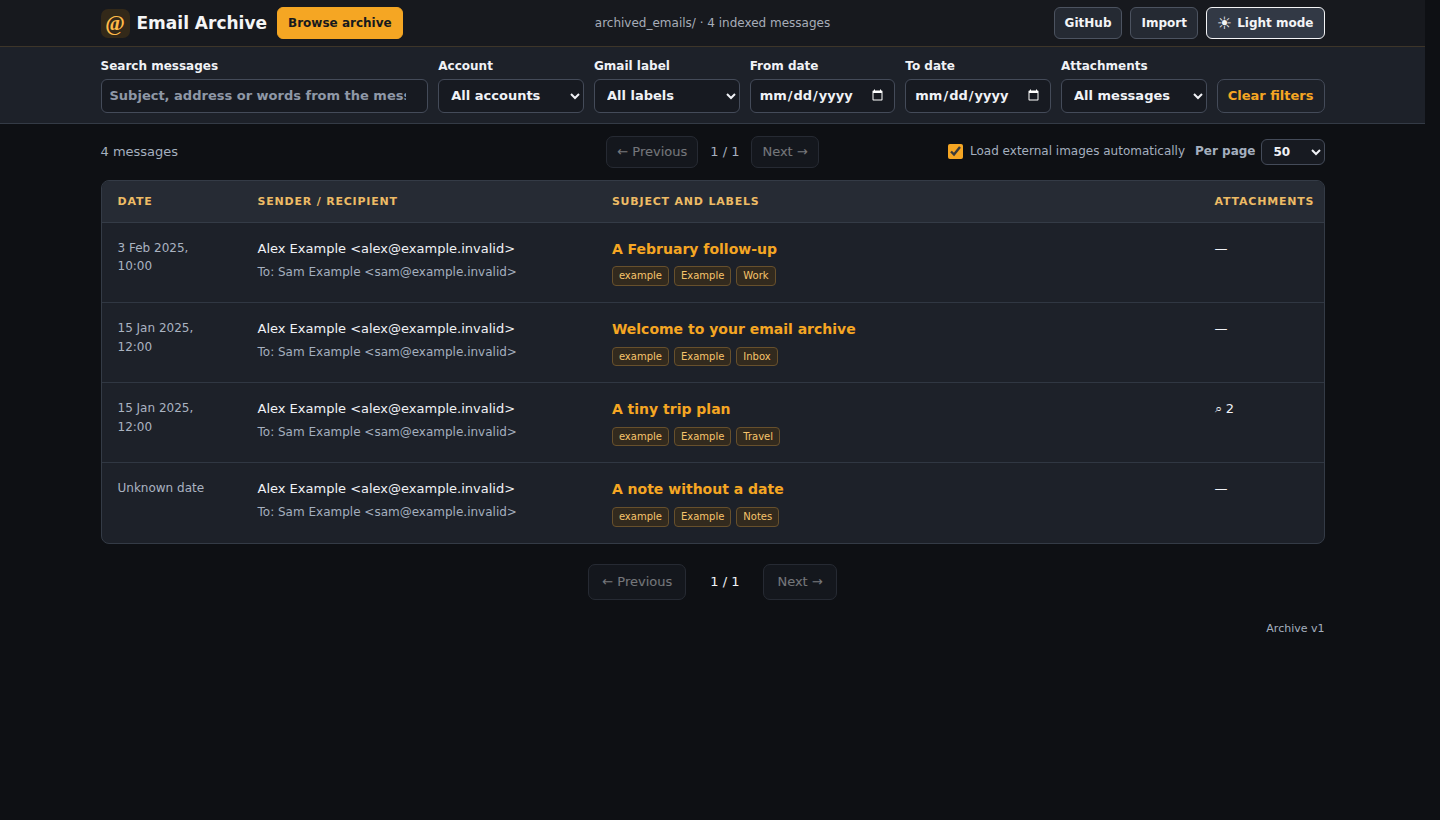 @ Email Archive Browse archive archived_emails/ · 4 indexed messages GitHub Import ☀ Light mode
Search messages Account Gmail label From date To date Attachments
Subject, address or words from the mes All accounts All labels mm/dd/yyyy mm/dd/yyyy All messages Clear filters
4 messages ← Previous 1 / 1 Next → Load external images automatically Per page 50
DATE SENDER / RECIPIENT SUBJECT AND LABELS ATTACHMENTS
3 Feb 2025, 10:00 Alex Example <alex@example.invalid> A February follow-up —
To: Sam Example <sam@example.invalid> example Example Work
15 Jan 2025, 12:00 Alex Example <alex@example.invalid> Welcome to your email archive —
To: Sam Example <sam@example.invalid> example Example Inbox
15 Jan 2025, 12:00 Alex Example <alex@example.invalid> A tiny trip plan 2
To: Sam Example <sam@example.invalid> example Example Travel
Unknown date Alex Example <alex@example.invalid> A note without a date —
To: Sam Example <sam@example.invalid> example Example Notes
← Previous 1 / 1 Next →
Archive v1